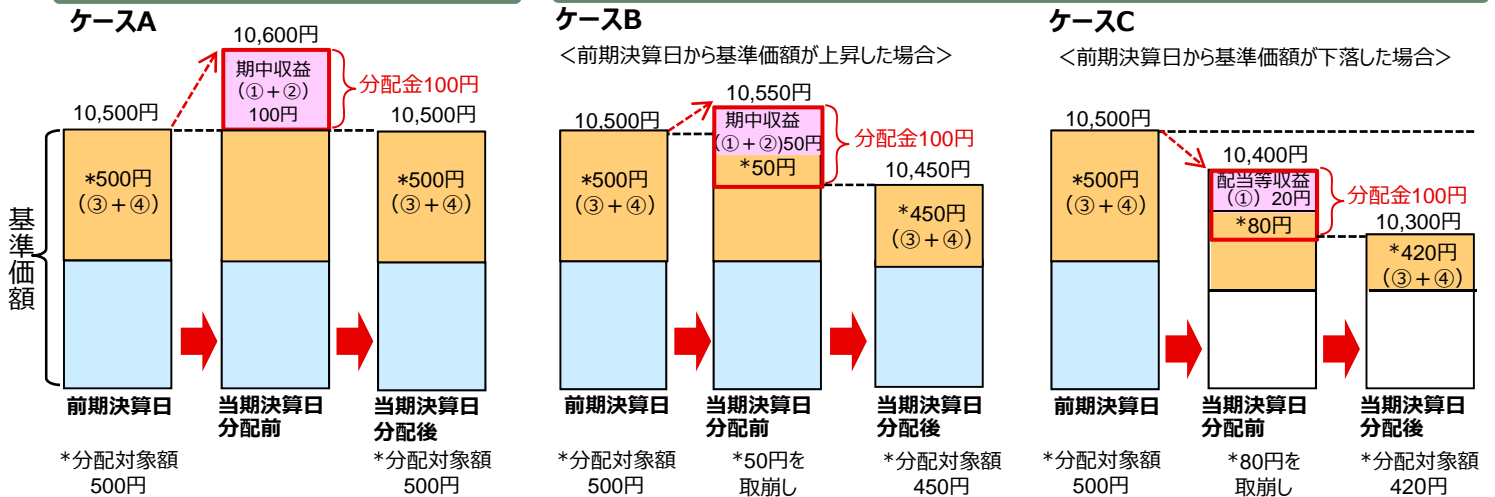 ケースA
10,600円
期中収益
（①＋②）
100円
分配金100円
10,500円
10,500円
*500円
（③＋④）
*500円
（③＋④）
基準価額
前期決算日
当期決算日
分配前
当期決算日
分配後
*分配対象額
500円
*分配対象額
500円
ケースB
＜前期決算日から基準価額が上昇した場合＞
10,550円
10,500円
期中収益
（①＋②)50円
*50円
分配金100円
10,450円
*500円
（③＋④）
*450円
（③＋④）
前期決算日
当期決算日
分配前
当期決算日
分配後
*分配対象額
500円
*50円を
取崩し
*分配対象額
450円
ケースC
＜前期決算日から基準価額が下落した場合＞
10,500円
10,400円
配当等収益
（①）20円
*80円
分配金100円
10,300円
*500円
（③＋④）
*420円
（③＋④）
前期決算日
当期決算日
分配前
当期決算日
分配後
*分配対象額
500円
*80円を
取崩し
*分配対象額
420円